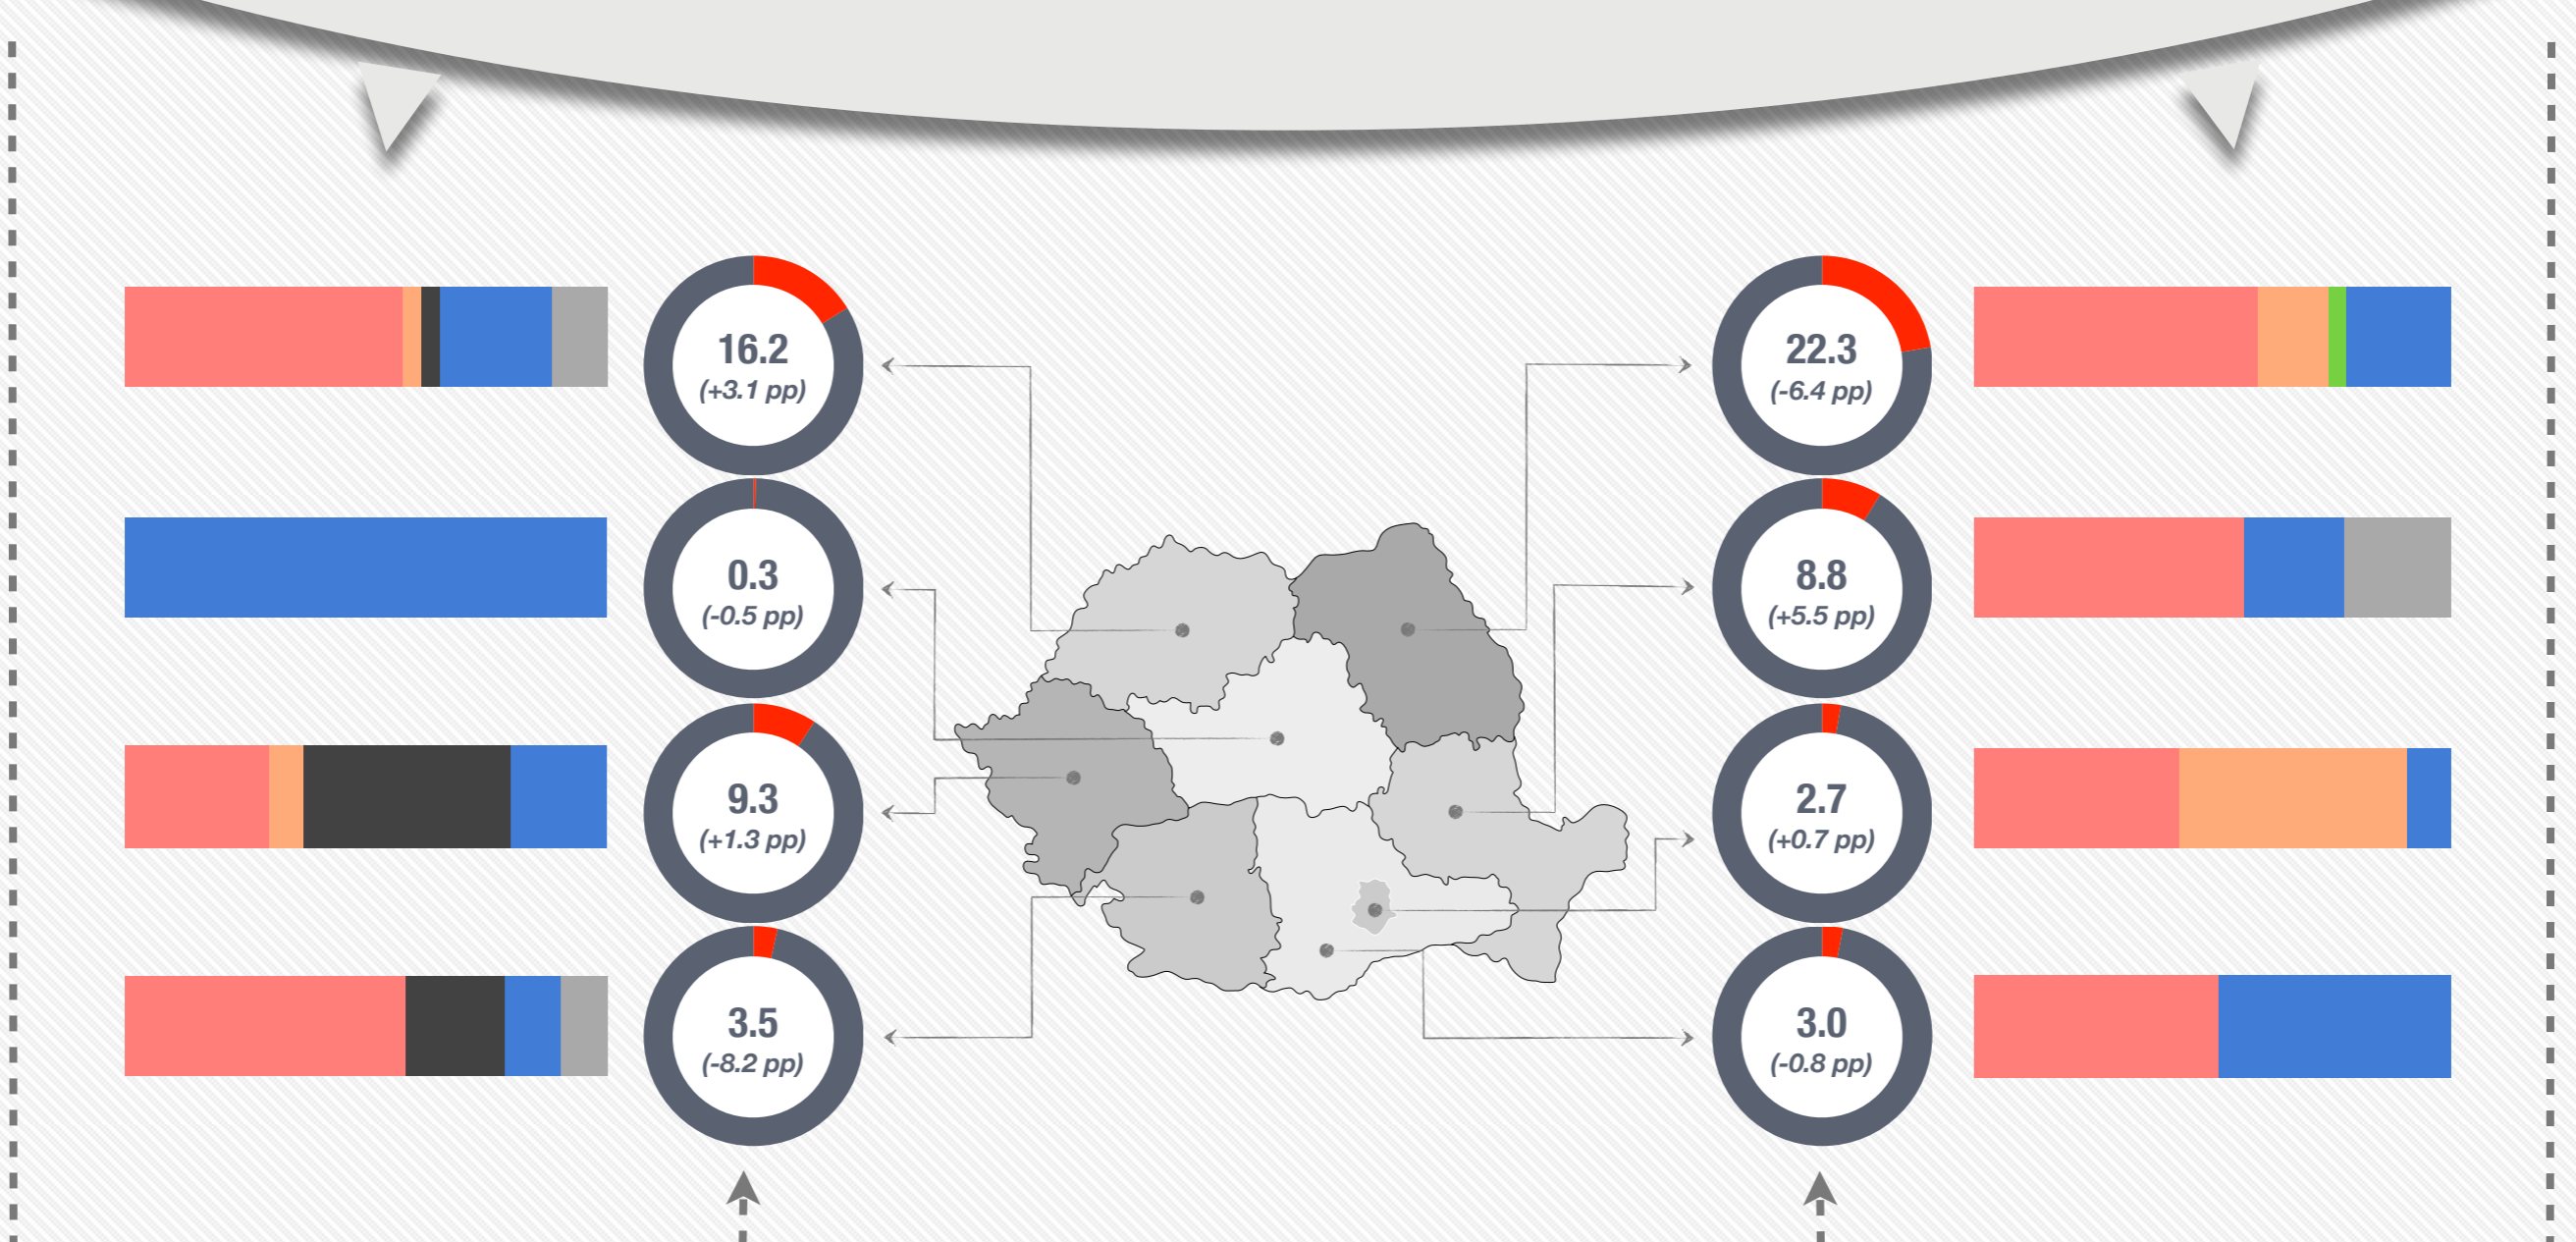 16.2
(+3.1 pp)
0.3
(-0.5 pp)
9.3
(+1.3 pp)
3.5
(-8.2 pp)
22.3
(-6.4 pp)
8.8
(+5.5 pp)
2.7
(+0.7 pp)
3.0
(-0.8 pp)